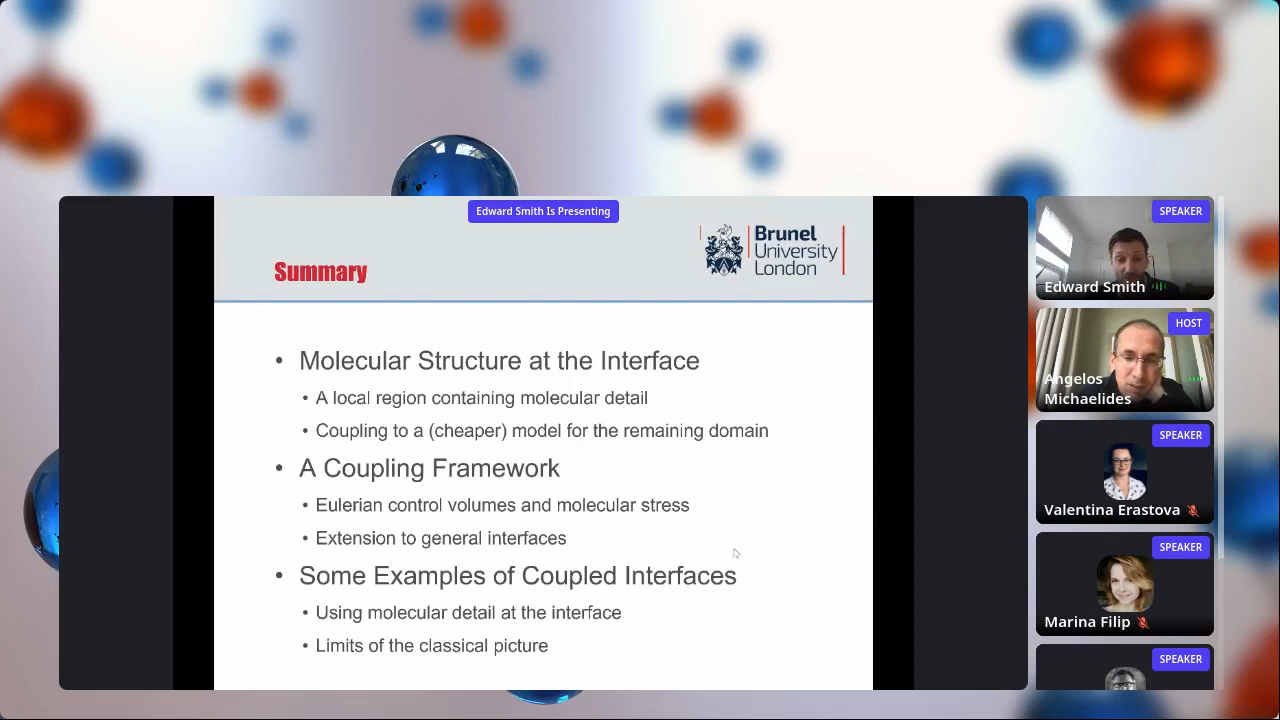 Edward Smith Is Presenting
Brunel
University
London
Summary
• Molecular Structure at the Interface
• A local region containing molecular detail
• Coupling to a (cheaper) model for the remaining domain
• A Coupling Framework
• Eulerian control volumes and molecular stress
• Extension to general interfaces
• Some Examples of Coupled Interfaces
• Using molecular detail at the interface
• Limits of the classical picture
SPEAKER
Edward Smith
HOST
Angelos
Michaelides
SPEAKER
Valentina Erastova
SPEAKER
Marina Filip
SPEAKER